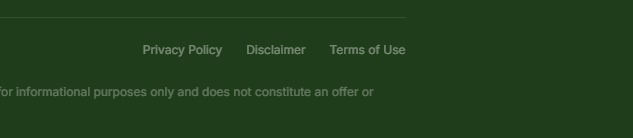 Privacy Policy Disclaimer Terms of Use
for informational purposes only and does not constitute an offer or